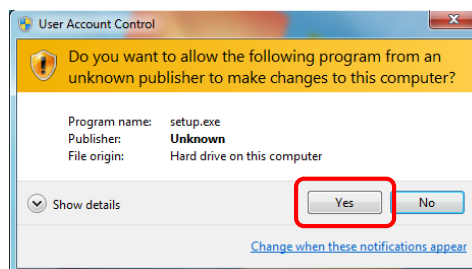 User Account Control
Do you want to allow the following program from an
unknown publisher to make changes to this computer?
Program name: setup.exe
Publisher: Unknown
File origin: Hard drive on this computer
Show details Yes No
Change when these notifications appear